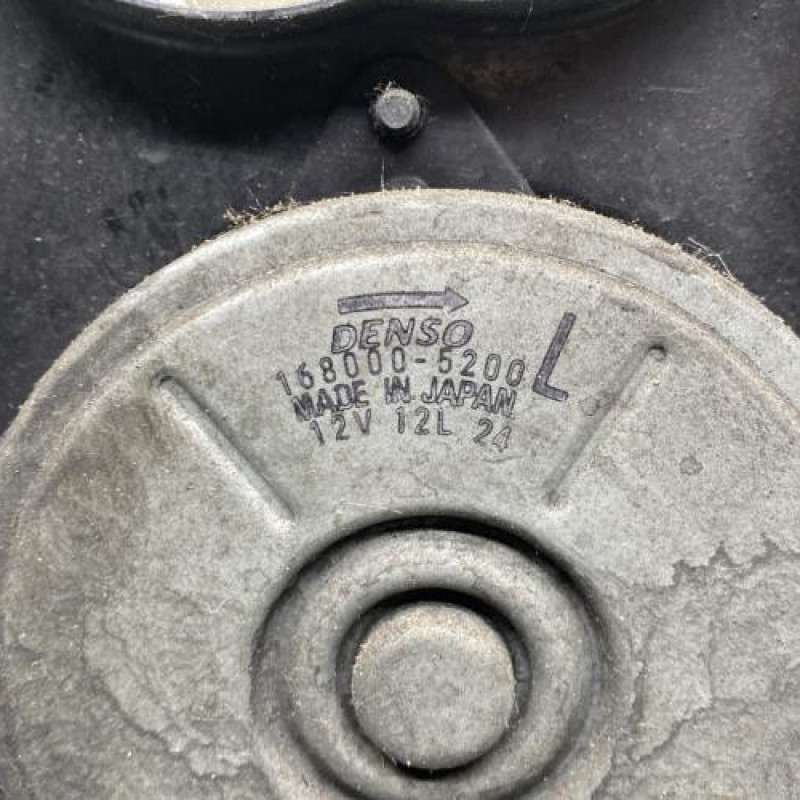 DENSO
168000-5200 L
MADE IN JAPAN
12V 12L 24